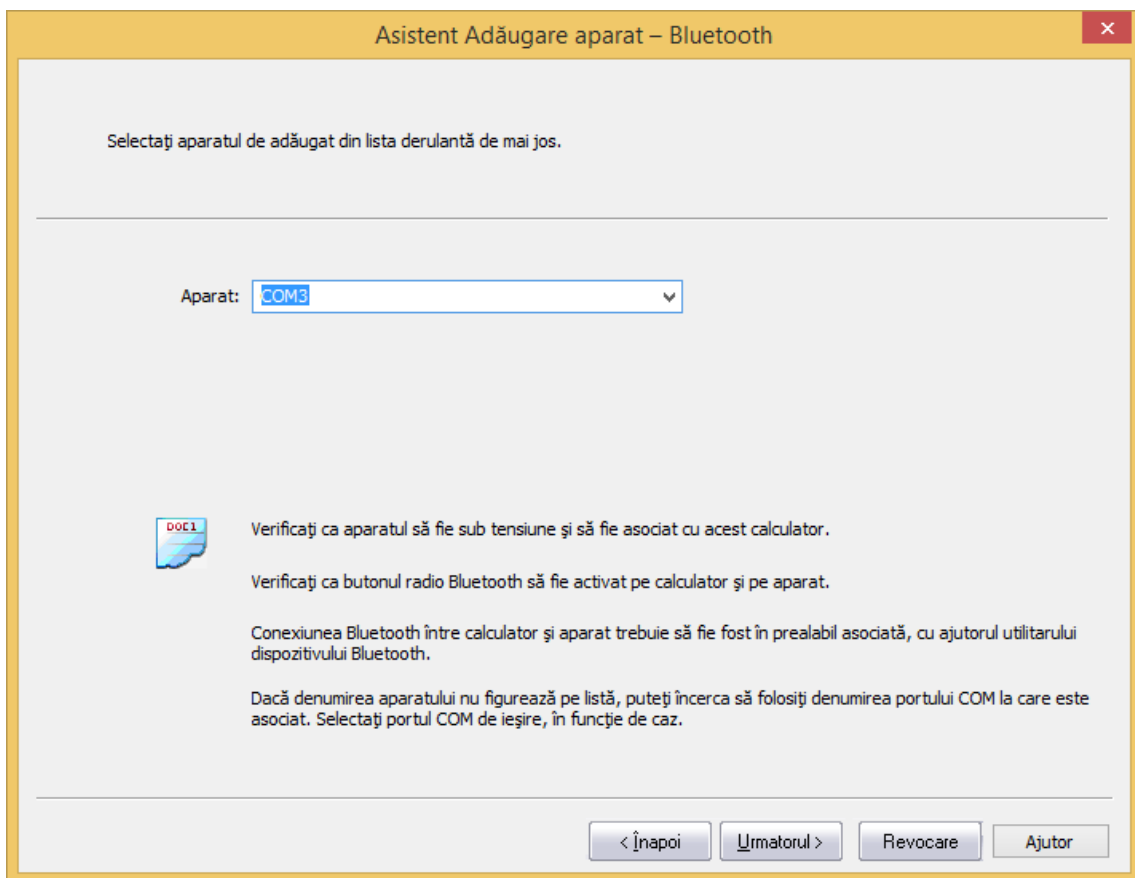 Asistent Adăugare aparat – Bluetooth
Selectaţi aparatul de adăugat din lista derulantă de mai jos.
Aparat: COM3
DOC1
Verificaţi ca aparatul să fie sub tensiune şi să fie asociat cu acest calculator.
Verificaţi ca butonul radio Bluetooth să fie activat pe calculator şi pe aparat.
Conexiunea Bluetooth între calculator şi aparat trebuie să fie fost în prealabil asociată, cu ajutorul utilitarului
dispozitivului Bluetooth.
Dacă denumirea aparatului nu figurează pe listă, puteţi încerca să folosiţi denumirea portului COM la care este
asociat. Selectaţi portul COM de ieşire, în funcţie de caz.
< Înapoi Urmatorul > Revocare Ajutor